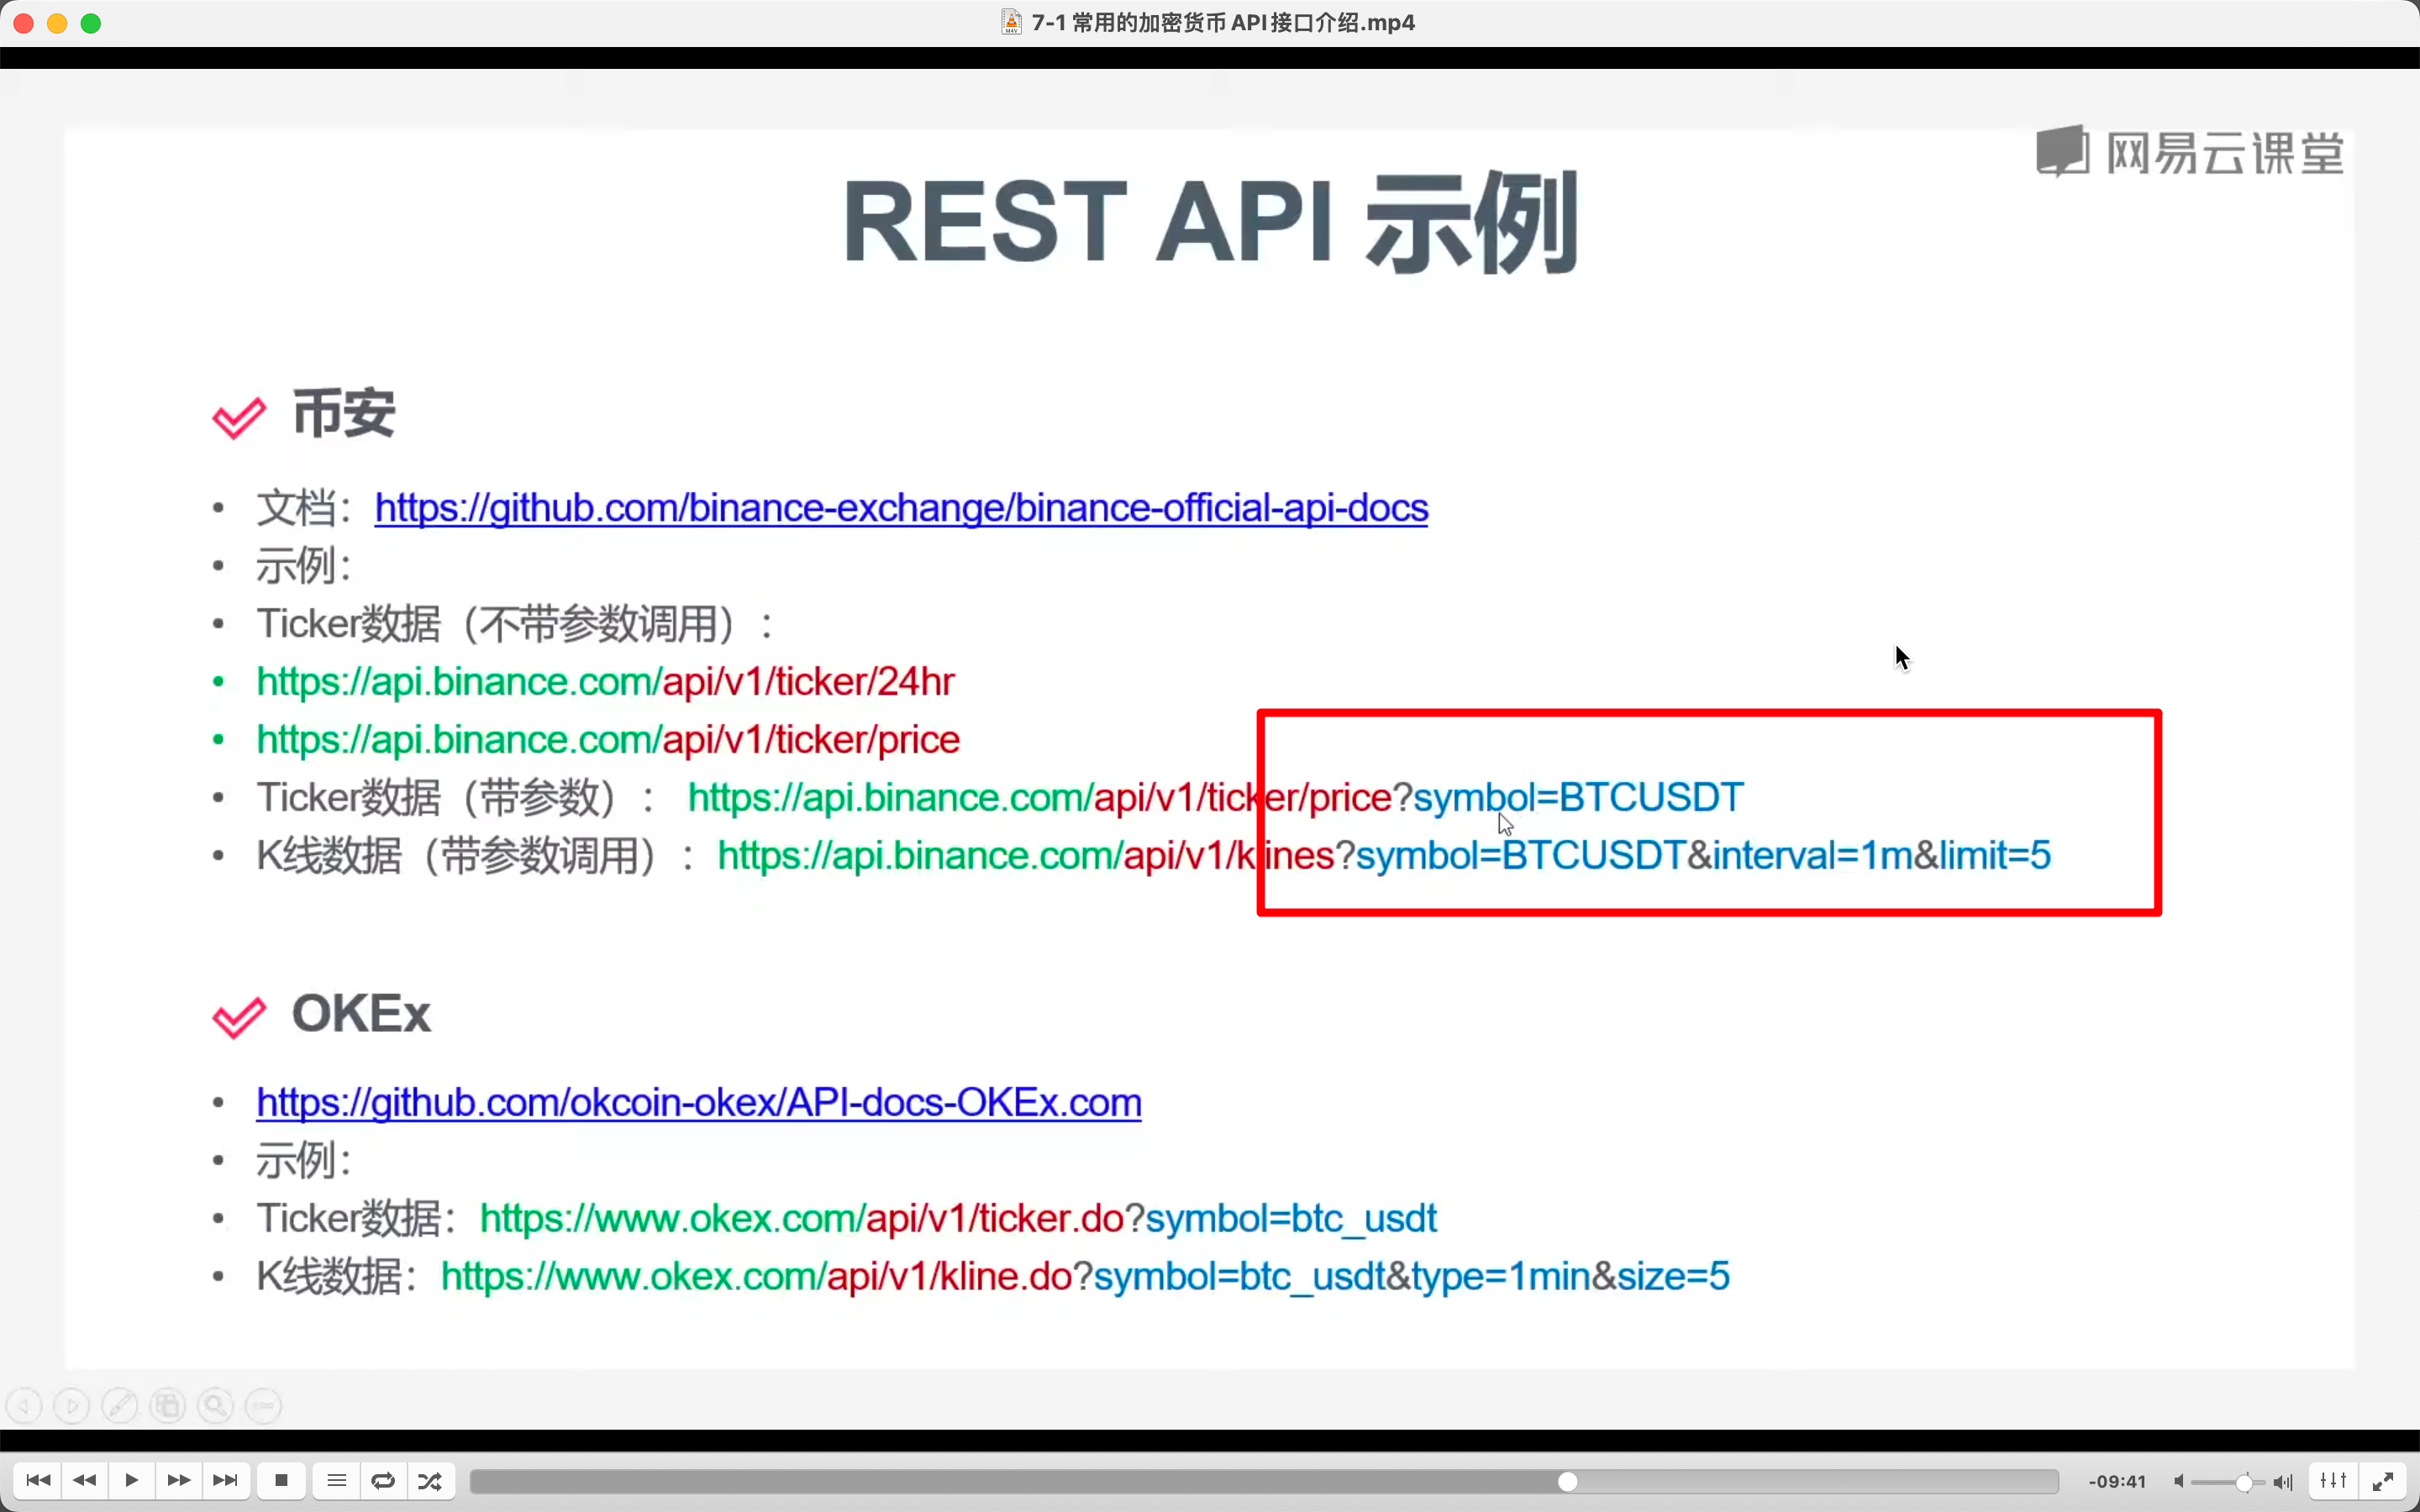 7-1 常用的加密货币 API 接口介绍.mp4
网易云课堂
REST API 示例
币安
• 文档：https://github.com/binance-exchange/binance-official-api-docs
• 示例：
• Ticker数据（不带参数调用）：
• https://api.binance.com/api/v1/ticker/24hr
• https://api.binance.com/api/v1/ticker/price
• Ticker数据（带参数）： https://api.binance.com/api/v1/ticker/price?symbol=BTCUSDT
• K线数据（带参数调用）：https://api.binance.com/api/v1/klines?symbol=BTCUSDT&interval=1m&limit=5
OKEx
• https://github.com/okcoin-okex/API-docs-OKEx.com
• 示例：
• Ticker数据：https://www.okex.com/api/v1/ticker.do?symbol=btc_usdt
• K线数据：https://www.okex.com/api/v1/kline.do?symbol=btc_usdt&type=1min&size=5
-09:41